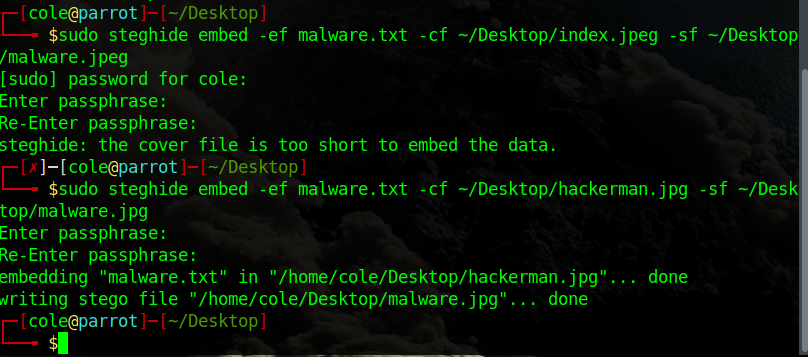 ┌─[cole@parrot]─[~/Desktop]
└──╼ $sudo steghide embed -ef malware.txt -cf ~/Desktop/index.jpeg -sf ~/Desktop
/malware.jpeg
[sudo] password for cole:
Enter passphrase:
Re-Enter passphrase:
steghide: the cover file is too short to embed the data.
┌─[✗]─[cole@parrot]─[~/Desktop]
└──╼ $sudo steghide embed -ef malware.txt -cf ~/Desktop/hackerman.jpg -sf ~/Desk
top/malware.jpg
Enter passphrase:
Re-Enter passphrase:
embedding "malware.txt" in "/home/cole/Desktop/hackerman.jpg"... done
writing stego file "/home/cole/Desktop/malware.jpg"... done
┌─[cole@parrot]─[~/Desktop]
└──╼ $